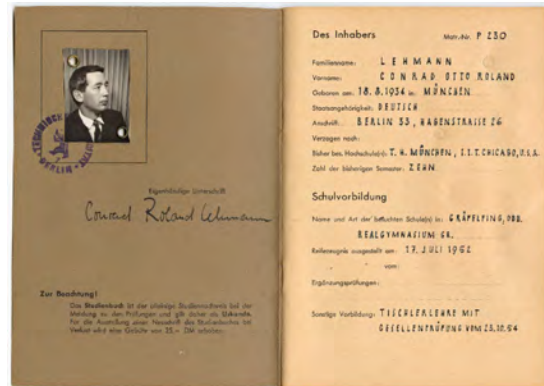 TECHNISCH
BERLIN
Eigenhändige Unterschrift
Conrad Roland Lehmann
Zur Beachtung!
Das Studienbuch ist der alleinige Studiennachweis bei der
Meldung zu den Prüfungen und gilt daher als Urkunde.
Für die Ausstellung einer Neuschrift des Studienbuches bei
Verlust wird eine Gebühr von 25,— DM erhoben.
Des Inhabers Matr.-Nr. P 230
Familienname: LEHMANN
Vorname: CONRAD OTTO ROLAND
Geboren am: 18.8.1934 in: MÜNCHEN
Staatsangehörigkeit: DEUTSCH
Anschrift: BERLIN 33, HAGENSTRASSE 26
Verzogen nach:
Bisher bes. Hochschule(n): T.H. MÜNCHEN, I.I.T. CHICAGO, U.S.A.
Zahl der bisherigen Semester: ZEHN
Schulvorbildung
Name und Art der besuchten Schule(n): GRÄFELFING, OBB.
REALGYMNASIUM GR.
Reifezeugnis ausgestellt am: 17. JULI 1952
vom:
Ergänzungsprüfungen:
Sonstige Vorbildung: TISCHLERLEHRE MIT
GESELLENPRÜFUNG VOM 23.10.54